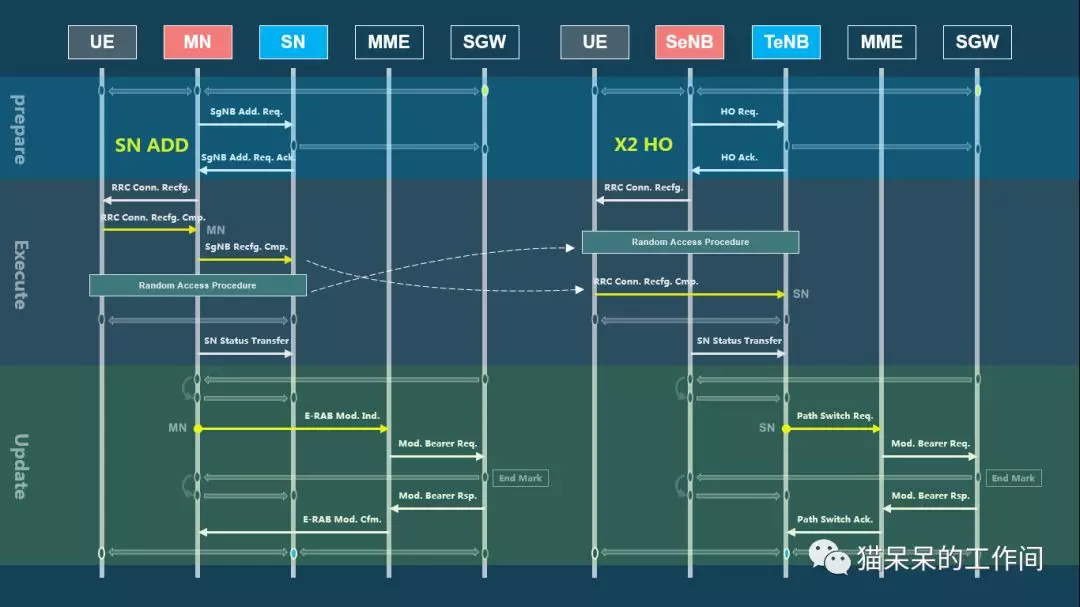 UE MN SN MME SGW
UE SeNB TeNB MME SGW
prepare
SgNB Add. Req.
SN ADD
SgNB Add. Req. Ack.
HO Req.
X2 HO
HO Ack.
Execute
RRC Conn. Recfg.
RRC Conn. Recfg. Cmp.
MN
SgNB Recfg. Cmp.
Random Access Procedure
SN Status Transfer
RRC Conn. Recfg.
Random Access Procedure
RRC Conn. Recfg. Cmp.
SN
SN Status Transfer
Update
E-RAB Mod. Ind.
MN
Mod. Bearer Req.
End Mark
Mod. Bearer Rsp.
E-RAB Mod. Cfm.
Path Switch Req.
SN
Mod. Bearer Req.
End Mark
Mod. Bearer Rsp.
Path Switch Ack.
猫呆呆的工作间